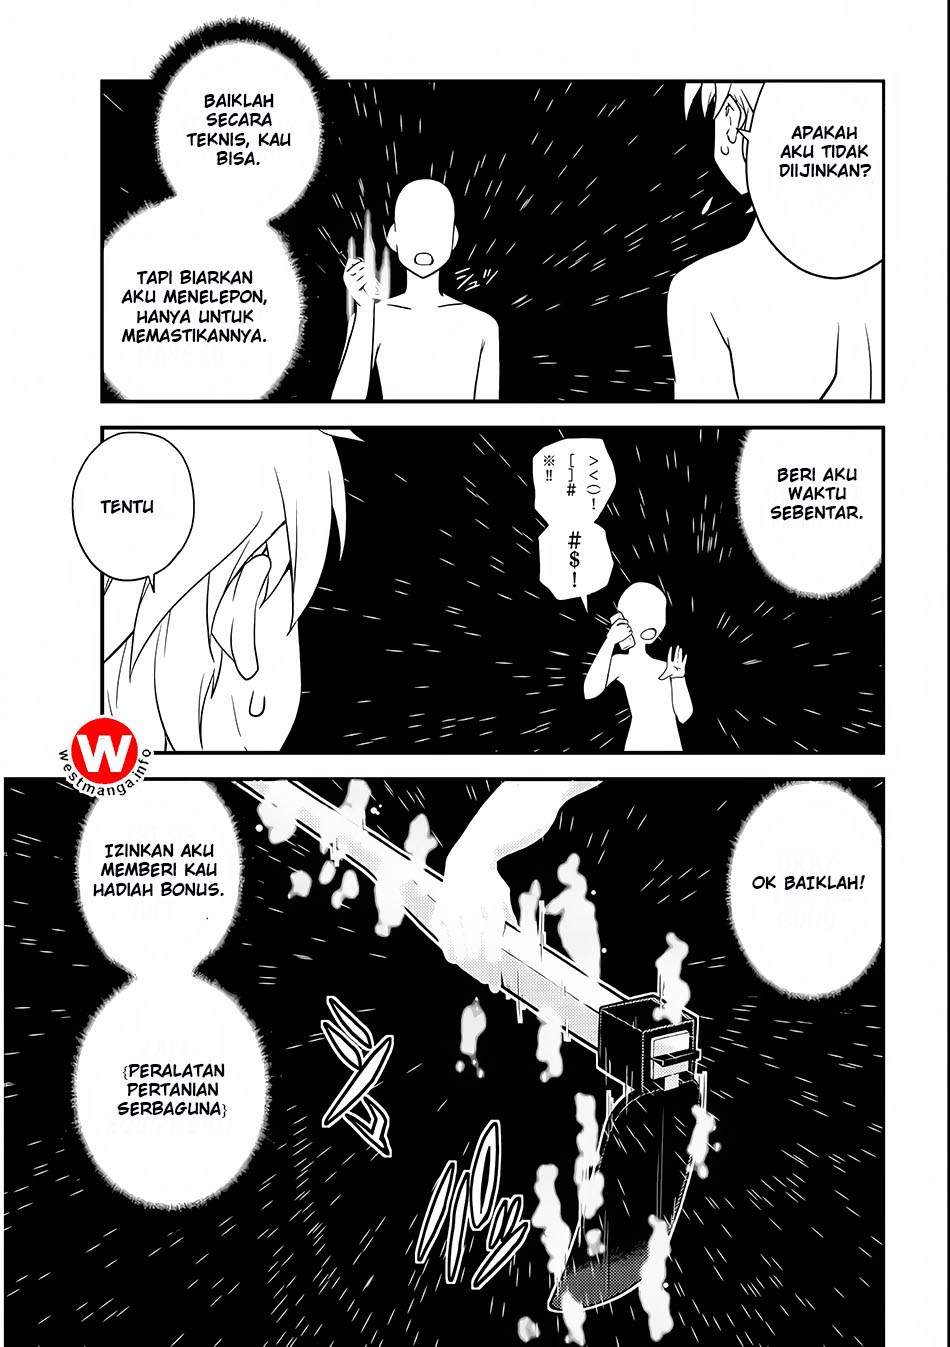 APAKAH
AKU TIDAK
DIIJINKAN?
BAIKLAH
SECARA
TEKNIS, KAU
BISA.
TAPI BIARKAN
AKU MENELEPON,
HANYA UNTUK
MEMASTIKANNYA.
BERI AKU
WAKTU
SEBENTAR.
#
$
!
TENTU
W
westmanga.info
OK BAIKLAH!
IZINKAN AKU
MEMBERI KAU
HADIAH BONUS.
{PERALATAN
PERTANIAN
SERBAGUNA}